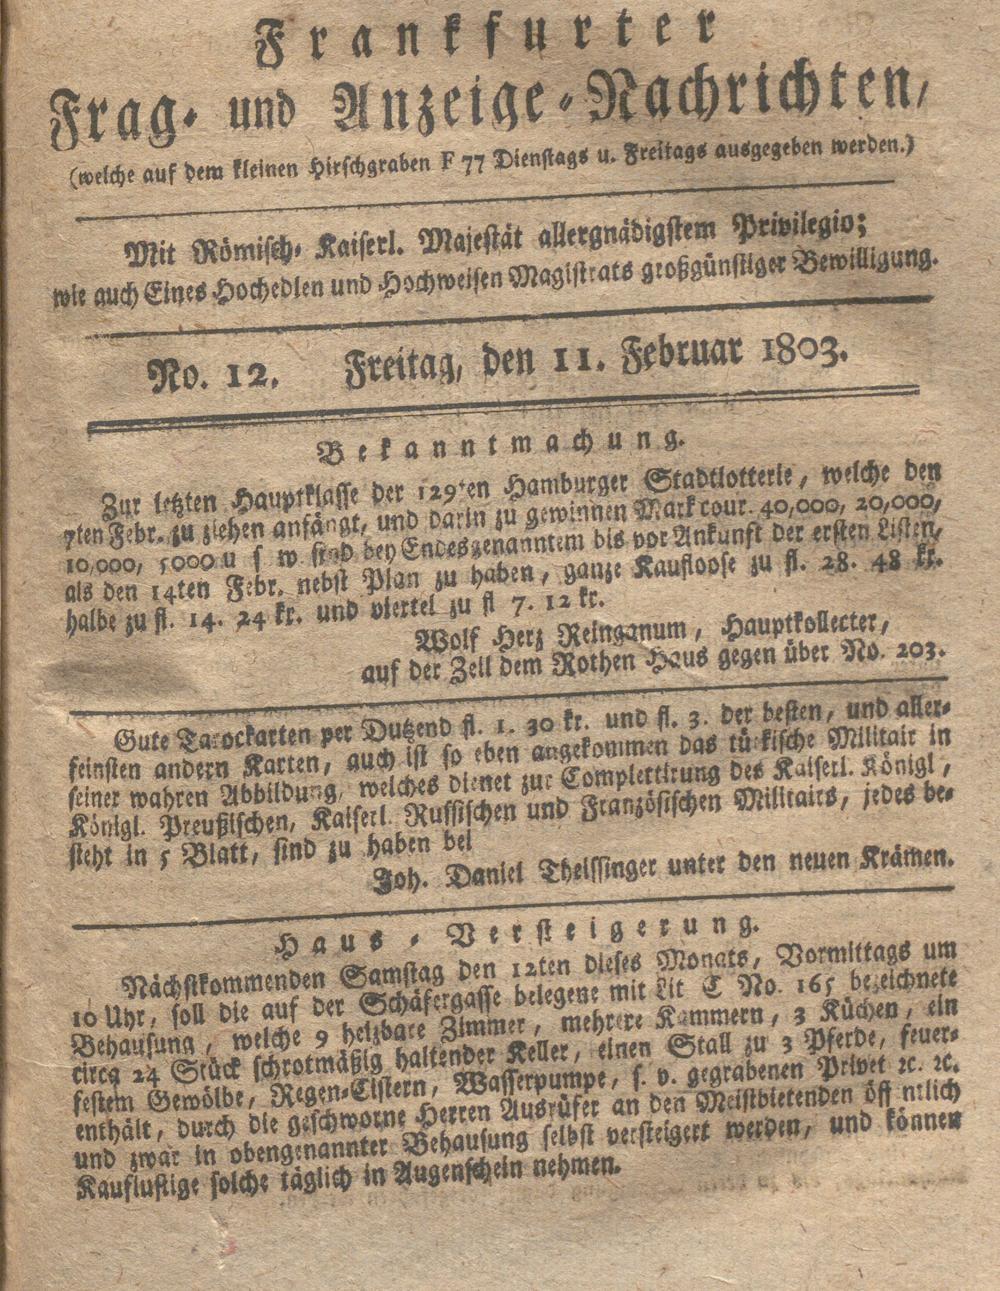 Frankfurter
Frag- und Anzeige-Nachrichten,
(welche auf dem kleinen Hirschgraben F 77 Dienstags u. Freitags ausgegeben werden.)
Mit Römisch- Kaiserl. Majestät allergnädigstem Privilegio;
wie auch Eines Hochedlen und Hochweisen Magistrats großgünstiger Bewilligung.
No. 12. Freitag, den 11. Februar 1803.
Bekanntmachung.
Zur letzten Hauptklasse der 129ten Hamburger Stadtlotterie, welche den
7ten Febr. zu ziehen anfängt, und darin zu gewinnen Mark cour. 40,000, 20,000,
10,000, 5000 u s w sind bey Endesgenanntem bis vor Ankunft der ersten Listen,
als den 14ten Febr. nebst Plan zu haben, ganze Kaufloose zu fl. 28. 48 kr.
halbe zu fl. 14. 24 kr. und viertel zu fl 7. 12 kr.
Wolf Herz Reinganum, Hauptkollecter,
auf der Zeil dem Rothen Haus gegen über No. 203.
Gute Tarockarten per Dutzend fl. 1. 30 kr. und fl. 3. der besten, und aller-
feinsten andern Karten, auch ist so eben angekommen das türkische Militair in
seiner wahren Abbildung, welches dienet zur Complettirung des Kaiserl. Königl,
Königl. Preußischen, Kaiserl. Russischen und Französischen Militairs, jedes be-
steht in 5 Blatt, sind zu haben bei
Joh. Daniel Theissinger unter den neuen Krämen.
Haus-Versteigerung.
Nächstkommenden Samstag den 12ten dieses Monats, Vormittags um
10 Uhr, soll die auf der Schäfergasse belegene mit Lit C No. 165 bezeichnete
Behausung, welche 9 heizbare Zimmer, mehrere Kammern, 3 Küchen, ein
circa 24 Stück schrotmäßig haltender Keller, einen Stall zu 3 Pferde, feuer-
festem Gewölbe, Regen-Cistern, Wasserpumpe, s. v. gegrabenen Privet ꝛc. ꝛc.
enthält, durch die geschworne Herren Ausrüfer an den Meistbietenden öffentlich
und zwar in obengenannter Behausung selbst versteigert werden, und können
Kauflustige solche täglich in Augenschein nehmen.